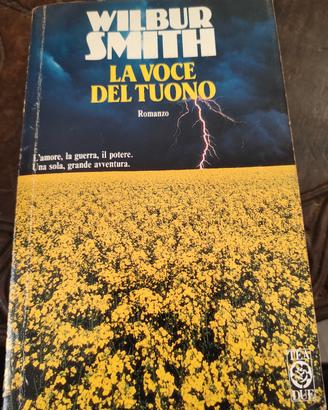 WILBUR
SMITH
LA VOCE
DEL TUONO
Romanzo
L'amore, la guerra, il potere.
Una sola, grande avventura.
TEA
DUE